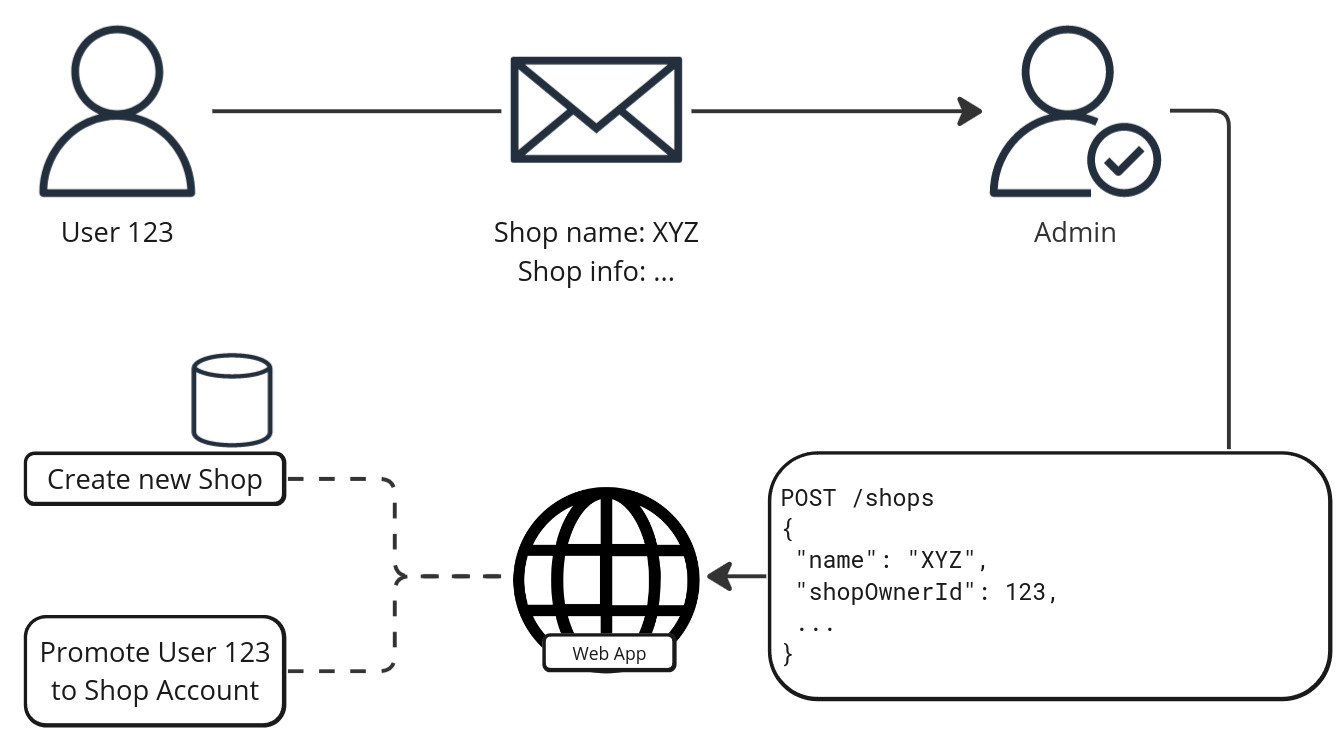 User 123
Shop name: XYZ
Shop info: ...
Admin
Create new Shop
Promote User 123
to Shop Account
Web App
POST /shops
{
"name": "XYZ",
"shopOwnerId": 123,
...
}